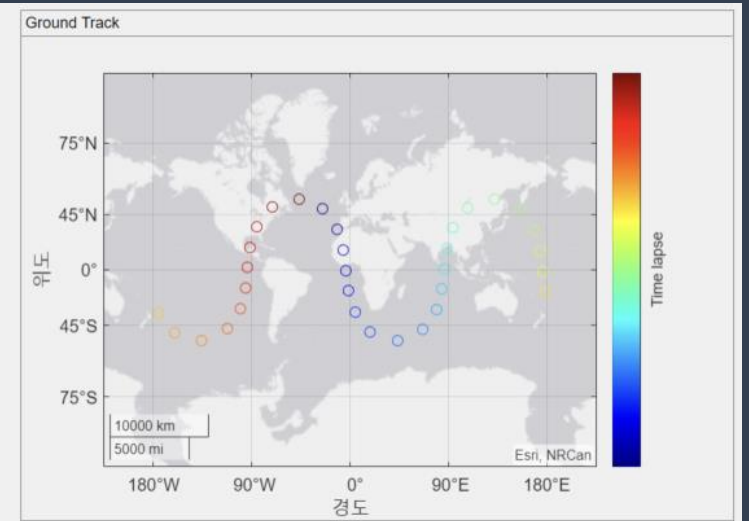 Ground Track
75°N
45°N
0°
45°S
75°S
위도
10000 km
5000 mi
Esri, NRCan
180°W 90°W 0° 90°E 180°E
경도
Time lapse